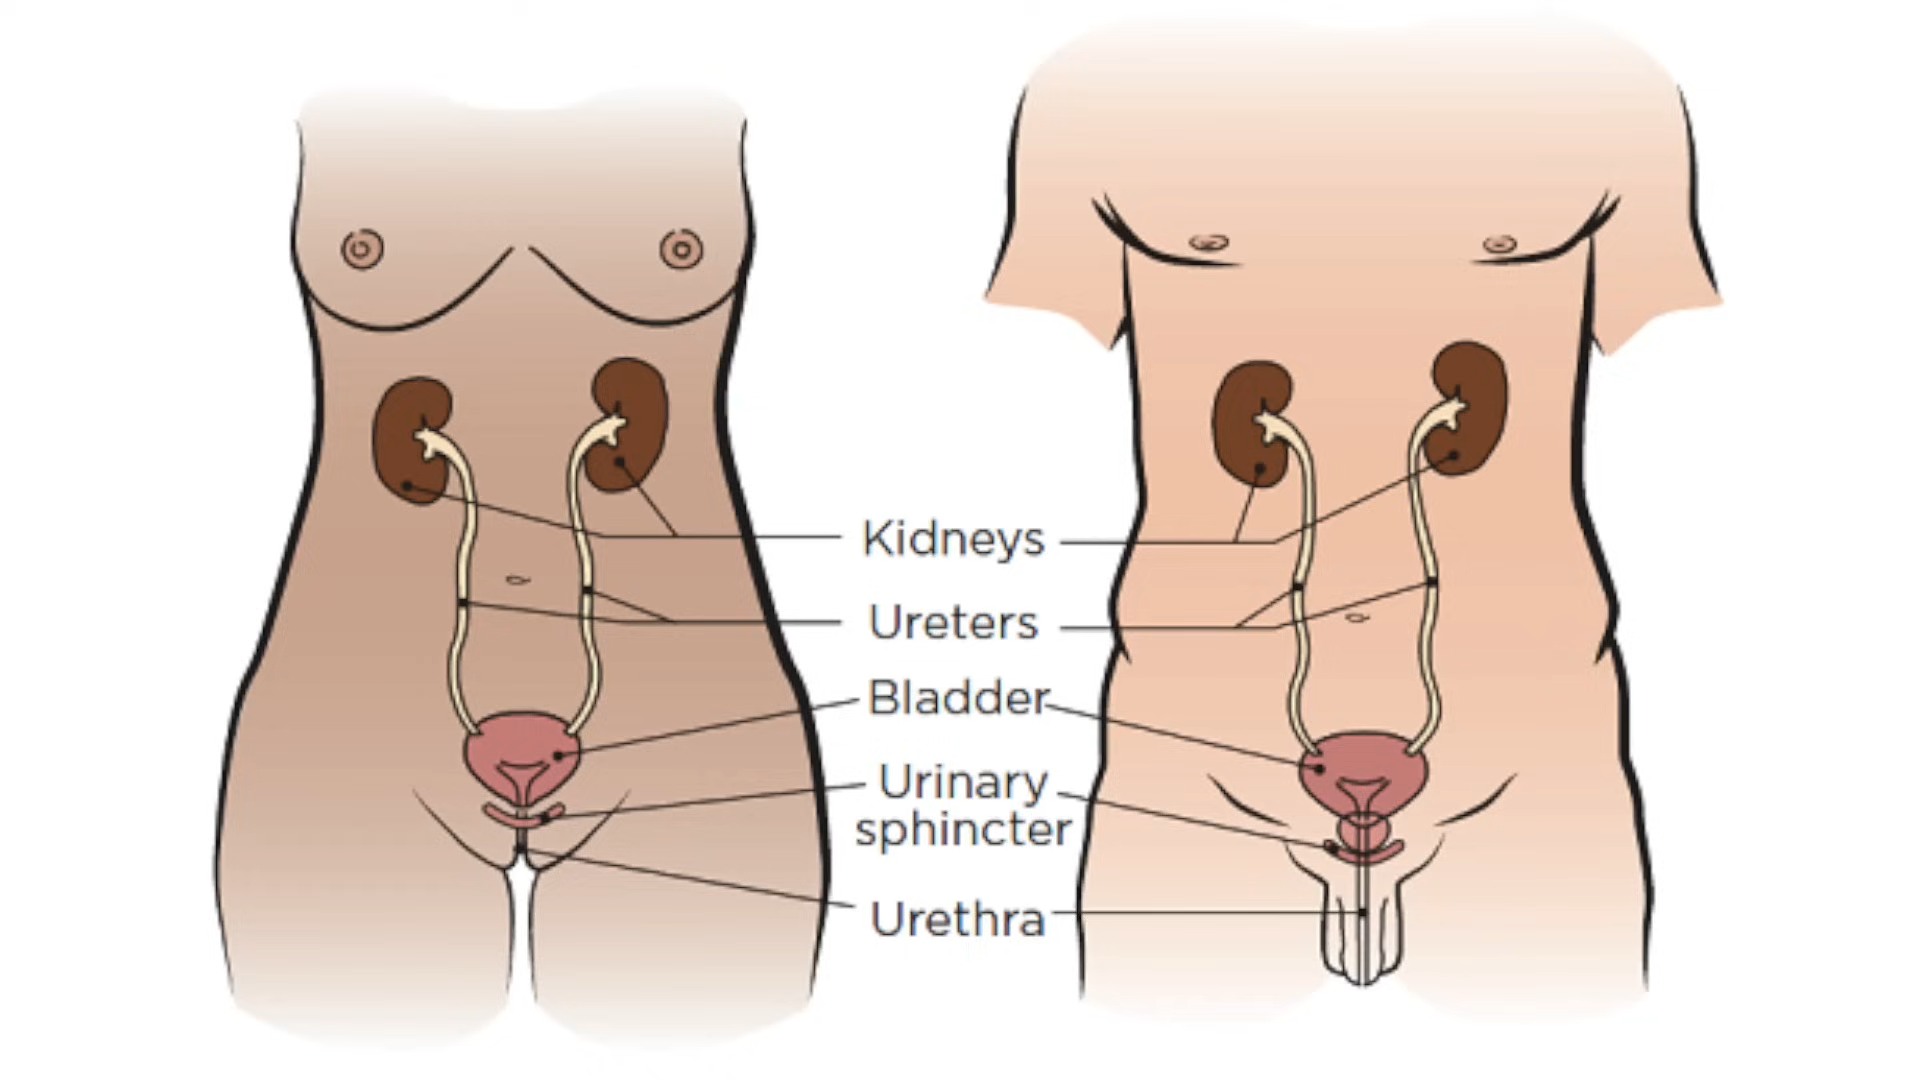 Kidneys
Ureters
Bladder
Urinary
sphincter
Urethra